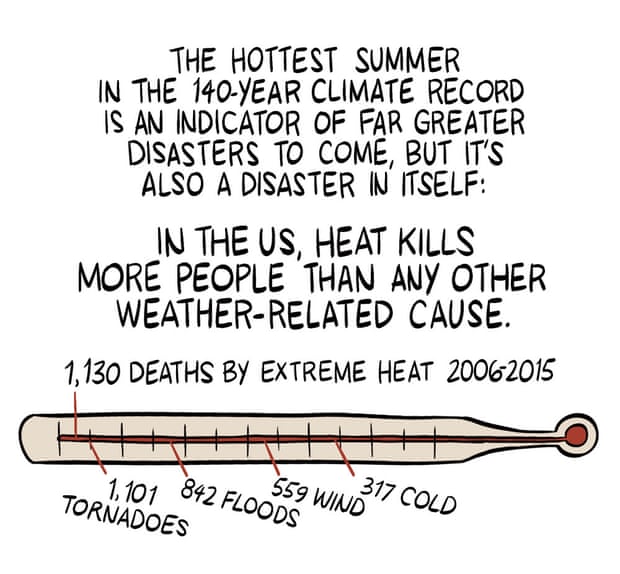 THE HOTTEST SUMMER
IN THE 140-YEAR CLIMATE RECORD
IS AN INDICATOR OF FAR GREATER
DISASTERS TO COME, BUT IT'S
ALSO A DISASTER IN ITSELF:
IN THE US, HEAT KILLS
MORE PEOPLE THAN ANY OTHER
WEATHER-RELATED CAUSE.
1,130 DEATHS BY EXTREME HEAT 2006-2015
1,101
TORNADOES
842 FLOODS
559 WIND
317 COLD